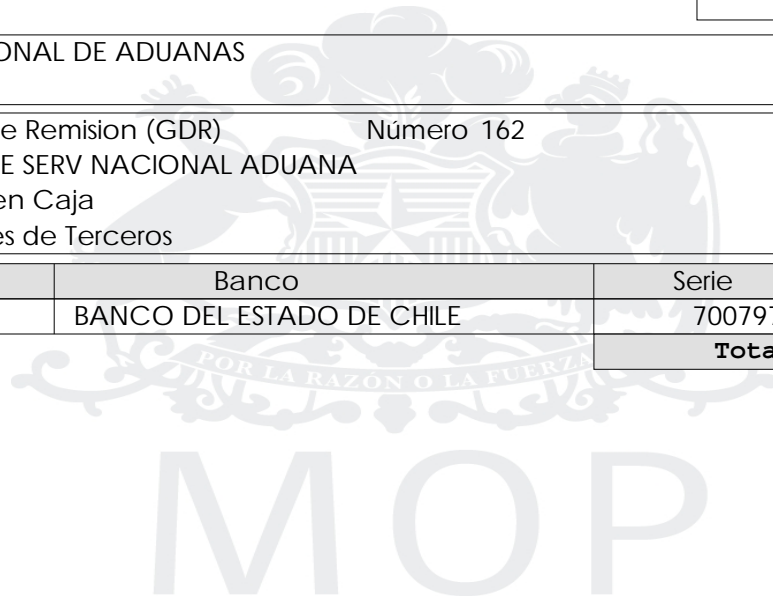 ONAL DE ADUANAS
e Remision (GDR) Número 162
E SERV NACIONAL ADUANA
en Caja
es de Terceros
Banco Serie
BANCO DEL ESTADO DE CHILE 700797
Tota
POR LA RAZÓN O LA FUERZA
MOP